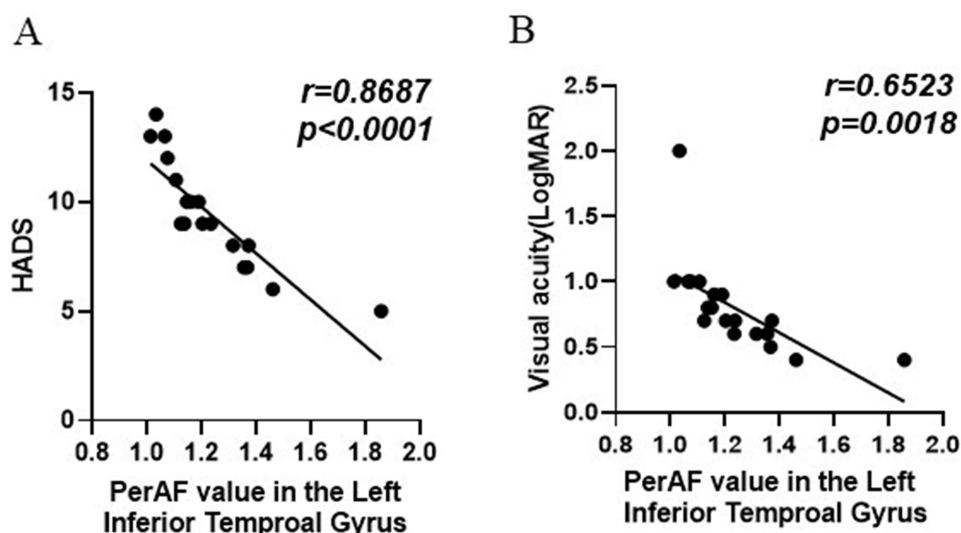 A
r=0.8687
p<0.0001
HADS
15
10
5
0
0.8 1.0 1.2 1.4 1.6 1.8 2.0
PerAF value in the Left
Inferior Temproal Gyrus
B
r=0.6523
p=0.0018
Visual acuity(LogMAR)
2.5
2.0
1.5
1.0
0.5
0.0
0.8 1.0 1.2 1.4 1.6 1.8 2.0
PerAF value in the Left
Inferior Temproal Gyrus